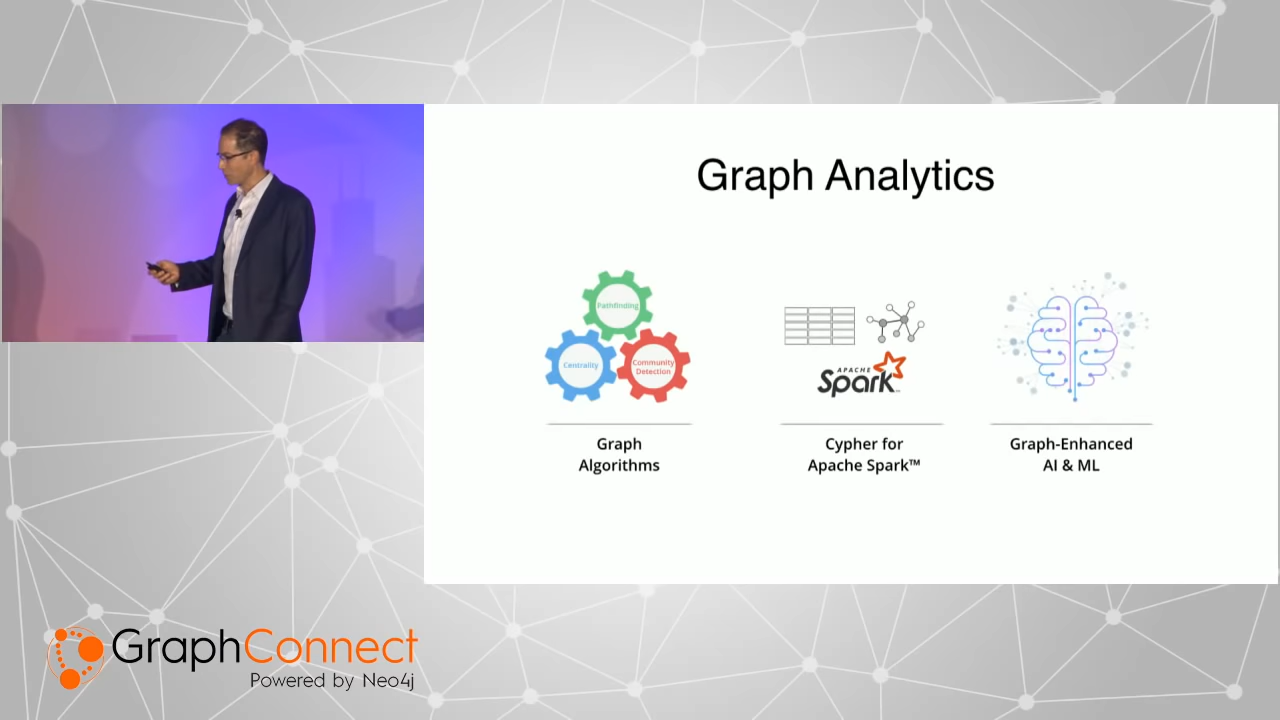 Graph Analytics
Pathfinding
Centrality
Community
Detection
APACHE
Spark™
Graph
Algorithms
Cypher for
Apache Spark™
Graph-Enhanced
AI & ML
GraphConnect
Powered by Neo4j